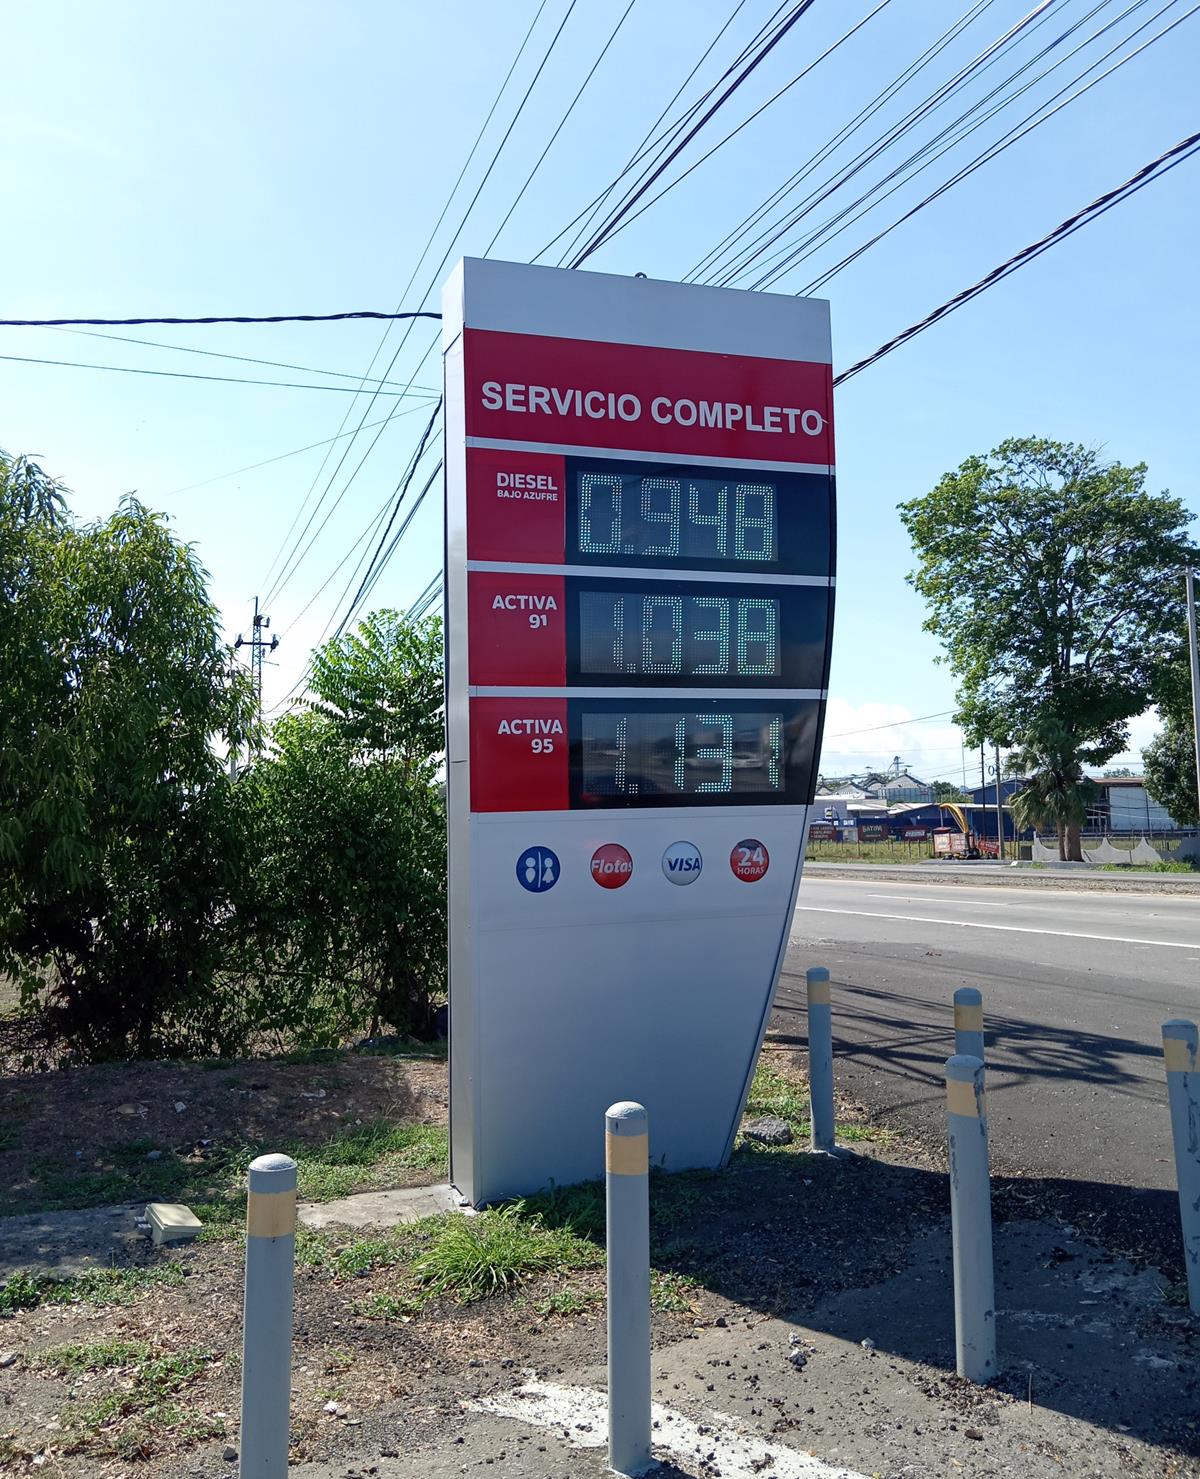 SERVICIO COMPLETO
DIESEL
BAJO AZUFRE
0.948
ACTIVA
91
1.038
ACTIVA
95
1.131
Flotas
VISA
24
HORAS